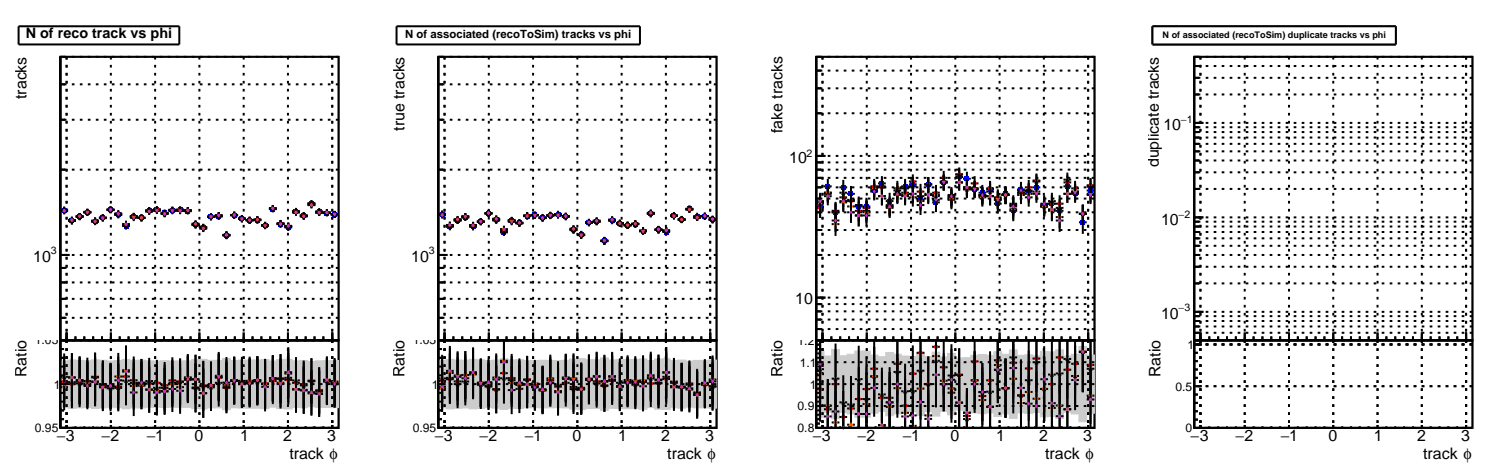 N of reco track vs phi
tracks
10³
Ratio
1
0.95
−3 −2 −1 0 1 2 3
track ϕ
N of associated (recoToSim) tracks vs phi
true tracks
10³
Ratio
1
0.95
−3 −2 −1 0 1 2 3
track ϕ
fake tracks
10²
10
Ratio
1.2
1.1
1
0.9
0.8
−3 −2 −1 0 1 2 3
track ϕ
N of associated (recoToSim) duplicate tracks vs phi
duplicate tracks
10⁻¹
10⁻²
10⁻³
Ratio
1
0.5
0
−3 −2 −1 0 1 2 3
track ϕ